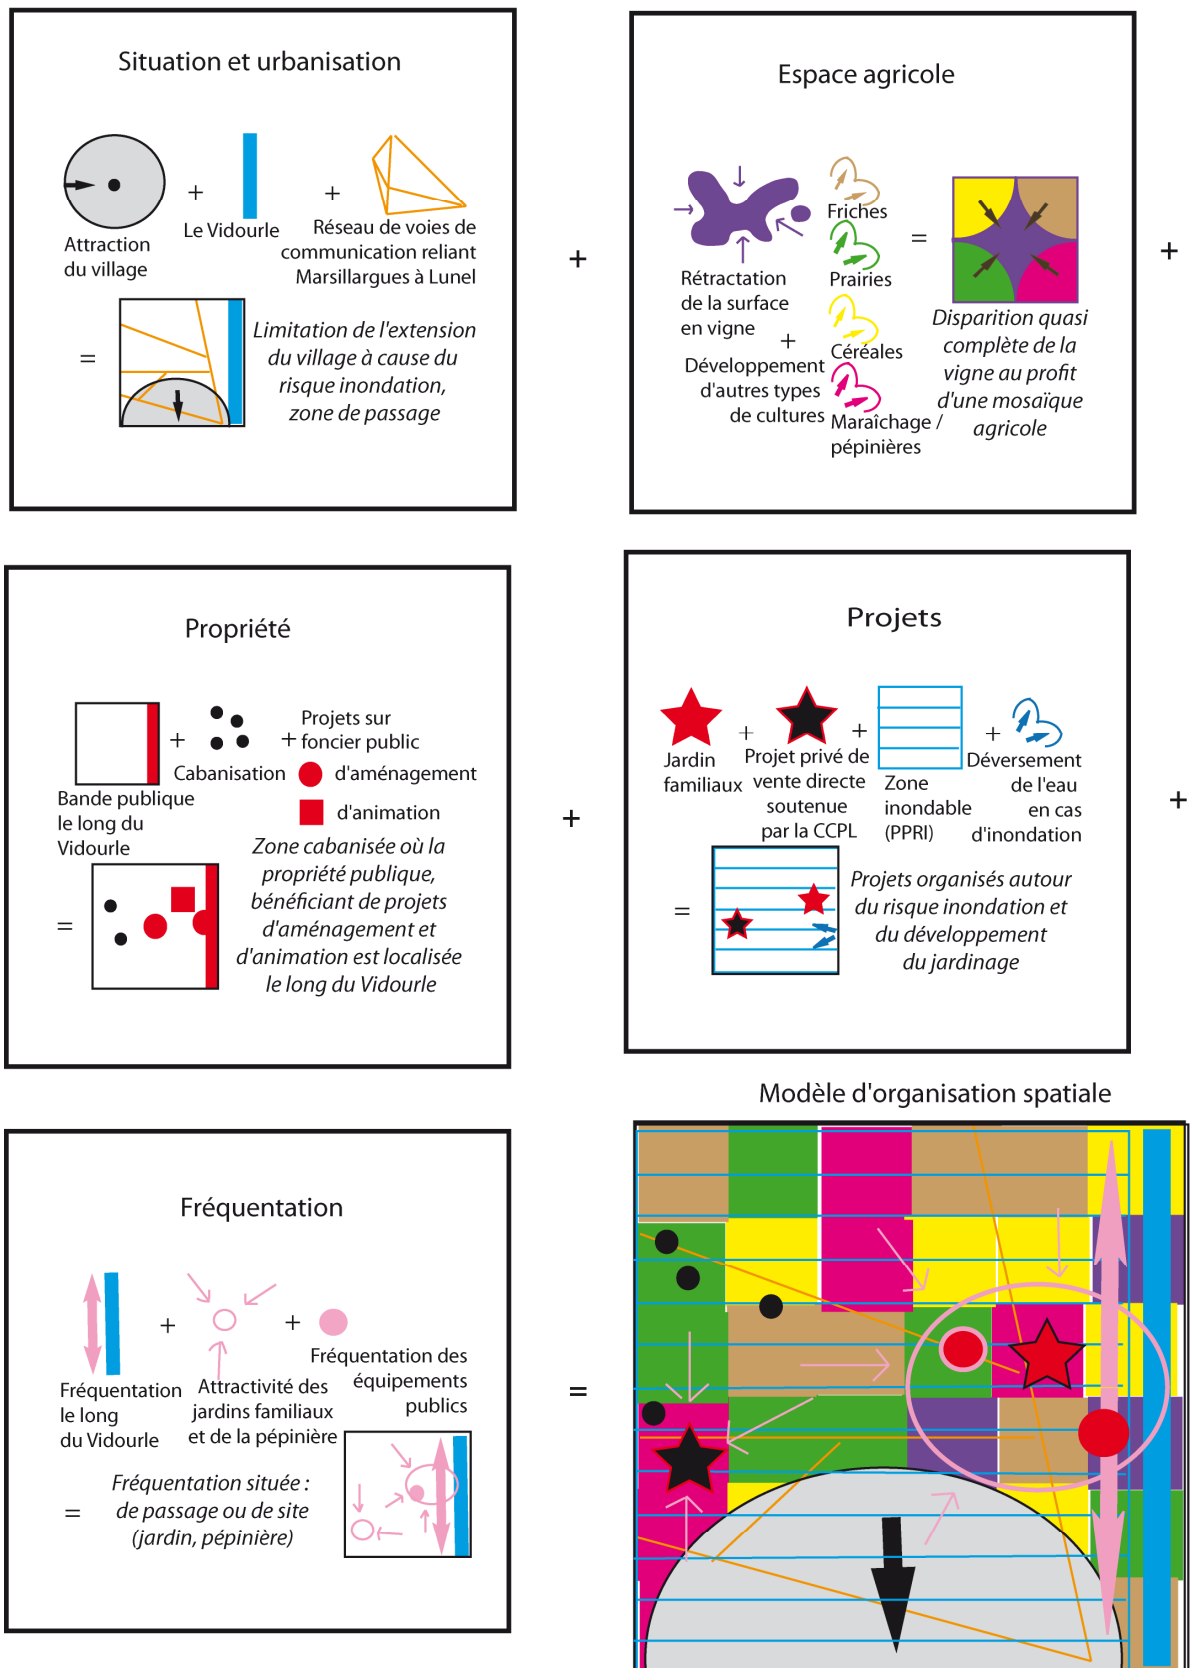 Situation et urbanisation
+
+
Attraction
du village
Le Vidourle
Réseau de voies de
communication reliant
Marsillargues à Lunel
=
Limitation de l'extension
du village à cause du
risque inondation,
zone de passage
+
Espace agricole
Rétractation
de la surface
en vigne
+
Développement
d'autres types
de cultures
Friches
Prairies
Céréales
Maraîchage /
pépinières
=
Disparition quasi
complète de la
vigne au profit
d'une mosaïque
agricole
+
Propriété
+
+
Bande publique
le long du
Vidourle
Cabanisation
Projets sur
foncier public
d'aménagement
d'animation
=
Zone cabanisée où la
propriété publique,
bénéficiant de projets
d'aménagement et
d'animation est localisée
le long du Vidourle
+
Projets
+
+
+
Jardin
familiaux
Projet privé de
vente directe
soutenue
par la CCPL
Zone
inondable
(PPRI)
Déversement
de l'eau
en cas
d'inondation
=
Projets organisés autour
du risque inondation et
du développement
du jardinage
+
Fréquentation
+
+
Fréquentation
le long
du Vidourle
Attractivité des
jardins familiaux
et de la pépinière
Fréquentation des
équipements
publics
=
Fréquentation située :
de passage ou de site
(jardin, pépinière)
=
Modèle d'organisation spatiale